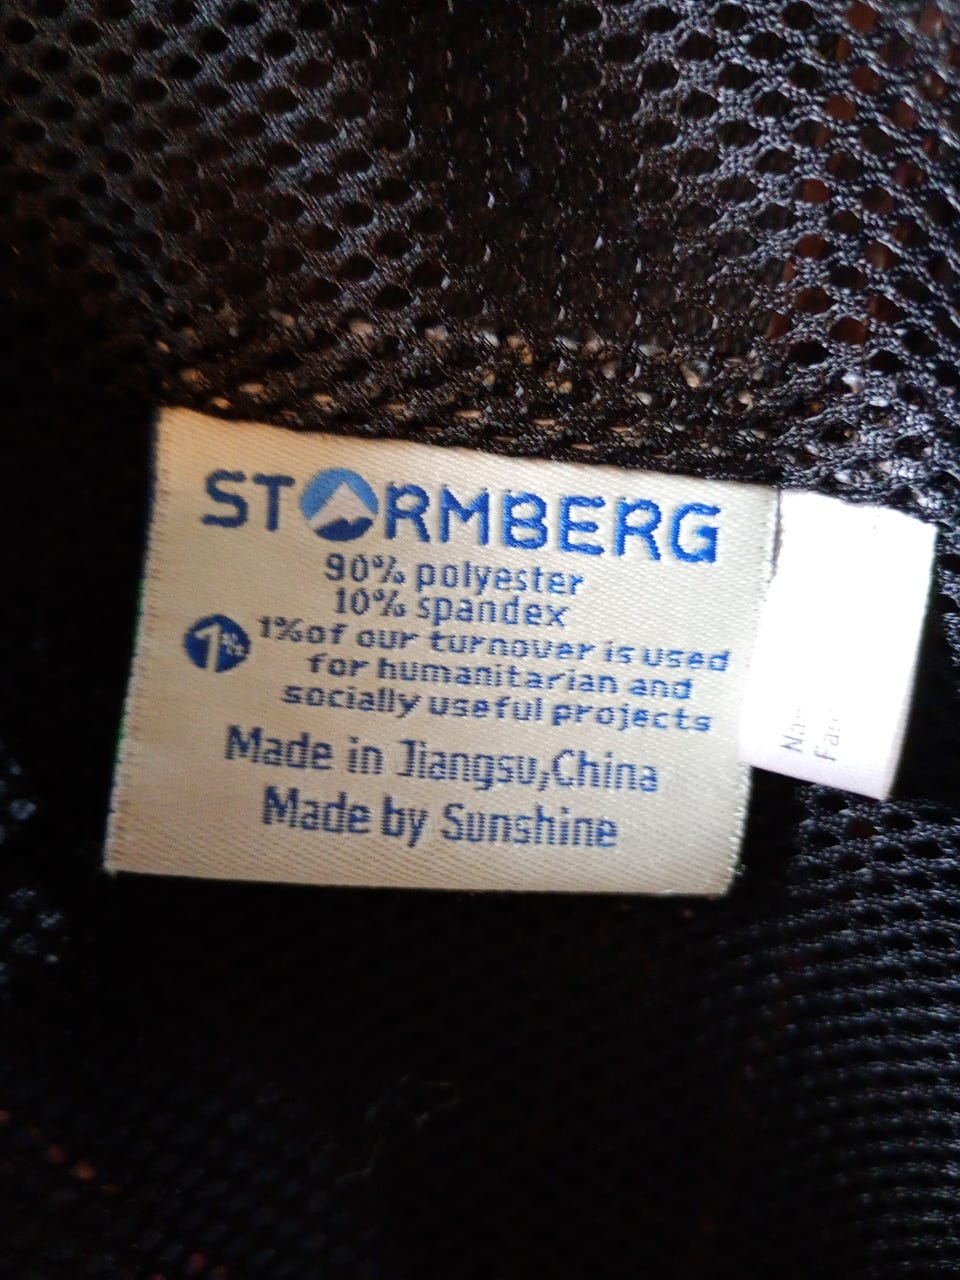 STORMBERG
90% polyester
10% spandex
1%
1%of our turnover is used
for humanitarian and
socially useful projects
Made in Jiangsu,China
Made by Sunshine